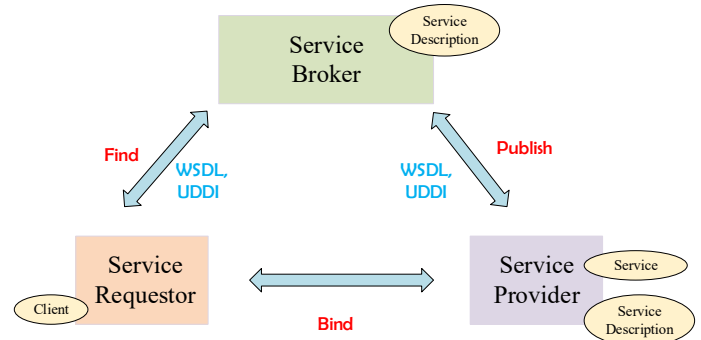 Service
Description
Service
Broker
Find
Publish
WSDL,
UDDI
WSDL,
UDDI
Service
Requestor
Client
Service
Provider
Service
Service
Description
Bind